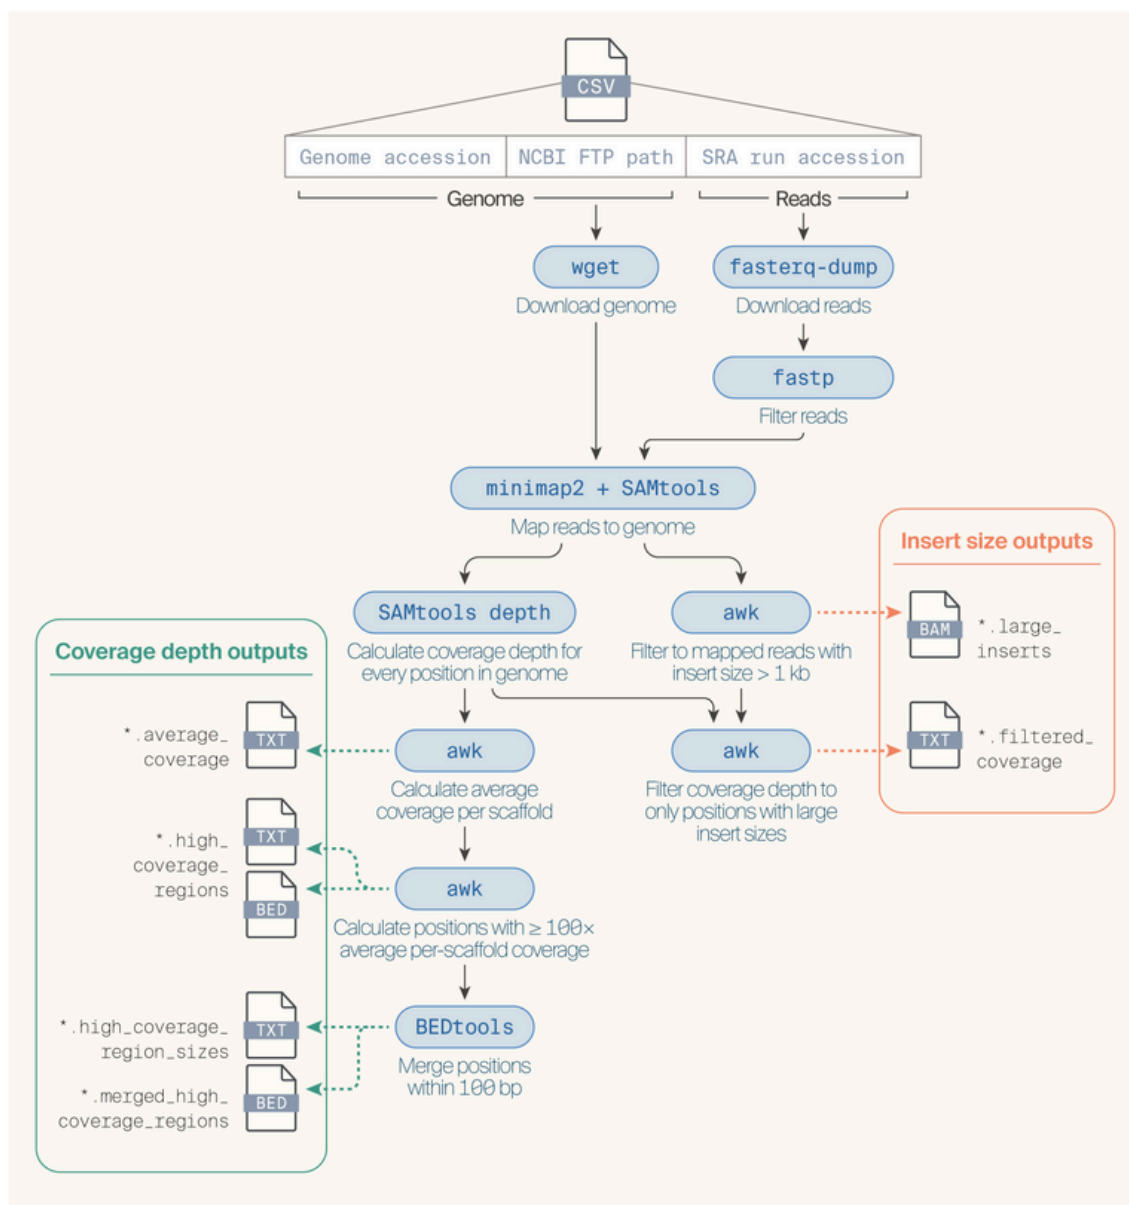 CSV
Genome accession
NCBI FTP path
SRA run accession
Genome
Reads
wget
Download genome
fasterq-dump
Download reads
fastp
Filter reads
minimap2 + SAMtools
Map reads to genome
SAMtools depth
Calculate coverage depth for
every position in genome
awk
Filter to mapped reads with
insert size > 1 kb
Insert size outputs
BAM
*.large_
inserts
TXT
*.filtered_
coverage
awk
Calculate average
coverage per scaffold
awk
Filter coverage depth to
only positions with large
insert sizes
Coverage depth outputs
*.average_
coverage
TXT
*.high_
coverage_
regions
TXT
BED
awk
Calculate positions with ≥ 100×
average per-scaffold coverage
BEDtools
Merge positions
within 100 bp
*.high_coverage_
region_sizes
TXT
*.merged_high_
coverage_regions
BED